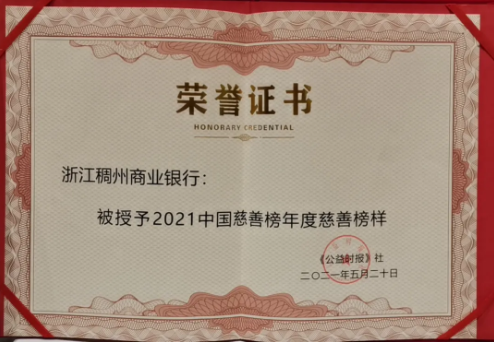 荣誉证书
HONORARY CREDENTIAL
浙江稠州商业银行：
被授予2021中国慈善榜年度慈善榜样
《公益时报》社
二〇二一年五月二十日